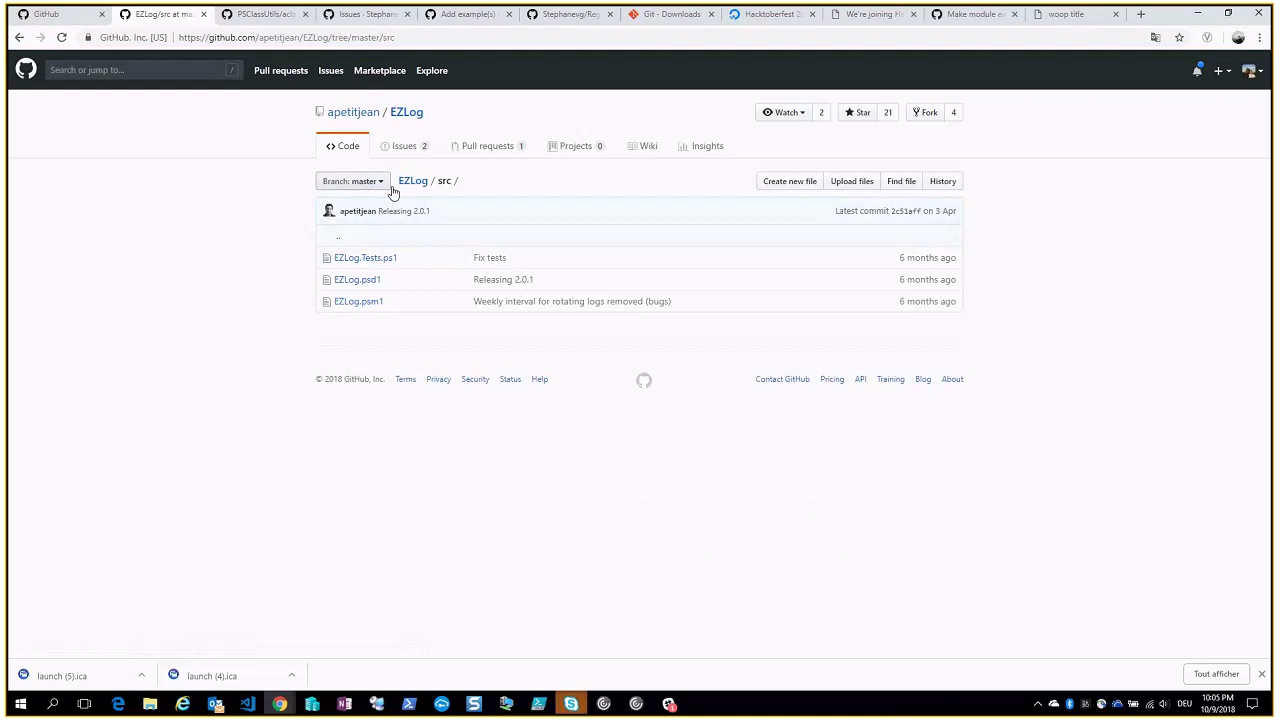 GitHub
EZLog/src at ma
PSClassUtils/acl
Issues · Stephane
Add example(s)
Stephanevg/Re
Git - Downloads
Hacktoberfest 2
We're joining Ha
Make module ea
woop title
GitHub, Inc. [US] | https://github.com/apetitjean/EZLog/tree/master/src
Search or jump to... /
Pull requests Issues Marketplace Explore
apetitjean / EZLog
Watch 2 Star 21 Fork 4
Code Issues 2 Pull requests 1 Projects 0 Wiki Insights
Branch: master EZLog / src /
Create new file Upload files Find file History
apetitjean Releasing 2.0.1 Latest commit 2c51aff on 3 Apr
..
EZLog.Tests.ps1 Fix tests 6 months ago
EZLog.psd1 Releasing 2.0.1 6 months ago
EZLog.psm1 Weekly interval for rotating logs removed (bugs) 6 months ago
© 2018 GitHub, Inc. Terms Privacy Security Status Help
Contact GitHub Pricing API Training Blog About
launch (5).ica
launch (4).ica
Tout afficher
DEU
10:05 PM
10/9/2018